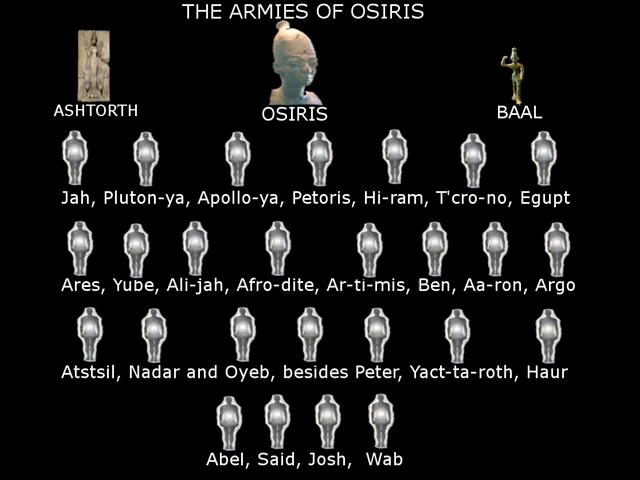 THE ARMIES OF OSIRIS
ASHTORTH
OSIRIS
BAAL
Jah, Pluton-ya, Apollo-ya, Petoris, Hi-ram, T'cro-no, Egupt
Ares, Yube, Ali-jah, Afro-dite, Ar-ti-mis, Ben, Aa-ron, Argo
Atstsil, Nadar and Oyeb, besides Peter, Yact-ta-roth, Haur
Abel, Said, Josh,  Wab